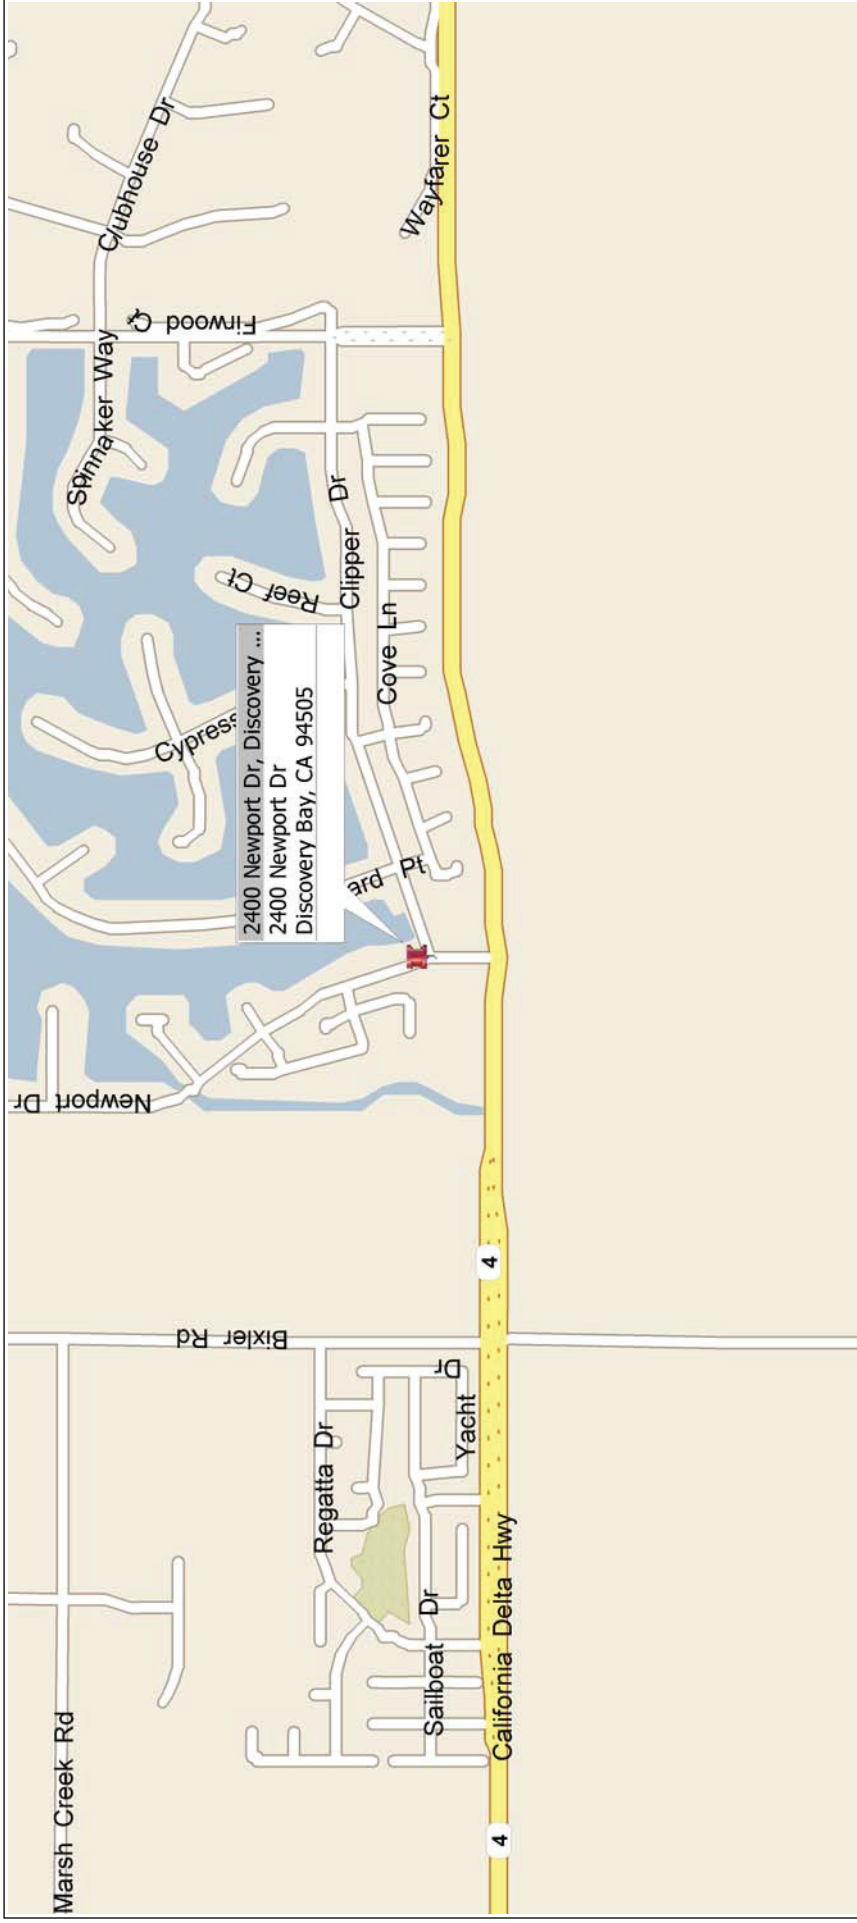 Marsh Creek Rd
California Delta Hwy
4
Sailboat Dr
Regatta Dr
Yacht Dr
Bixler Rd
4
Newport Dr
2400 Newport Dr, Discovery ...
2400 Newport Dr
Discovery Bay, CA 94505
ard Pt
Cypress
Cove Ln
Clipper Dr
Reef Ct
Spinnaker Way
Firwood Ct
Clubhouse Dr
Wayfarer Ct